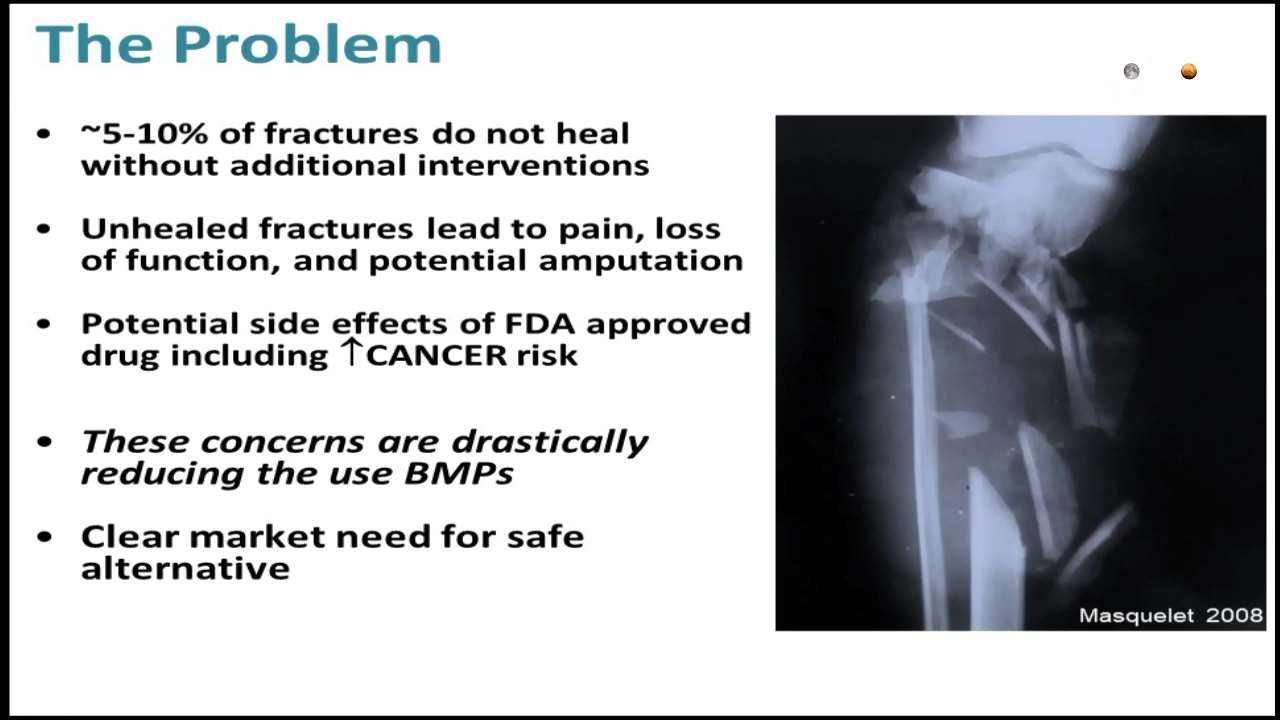 The Problem
• ~5-10% of fractures do not heal
without additional interventions
• Unhealed fractures lead to pain, loss
of function, and potential amputation
• Potential side effects of FDA approved
drug including ↑CANCER risk
• These concerns are drastically
reducing the use BMPs
• Clear market need for safe
alternative
Masquelet 2008